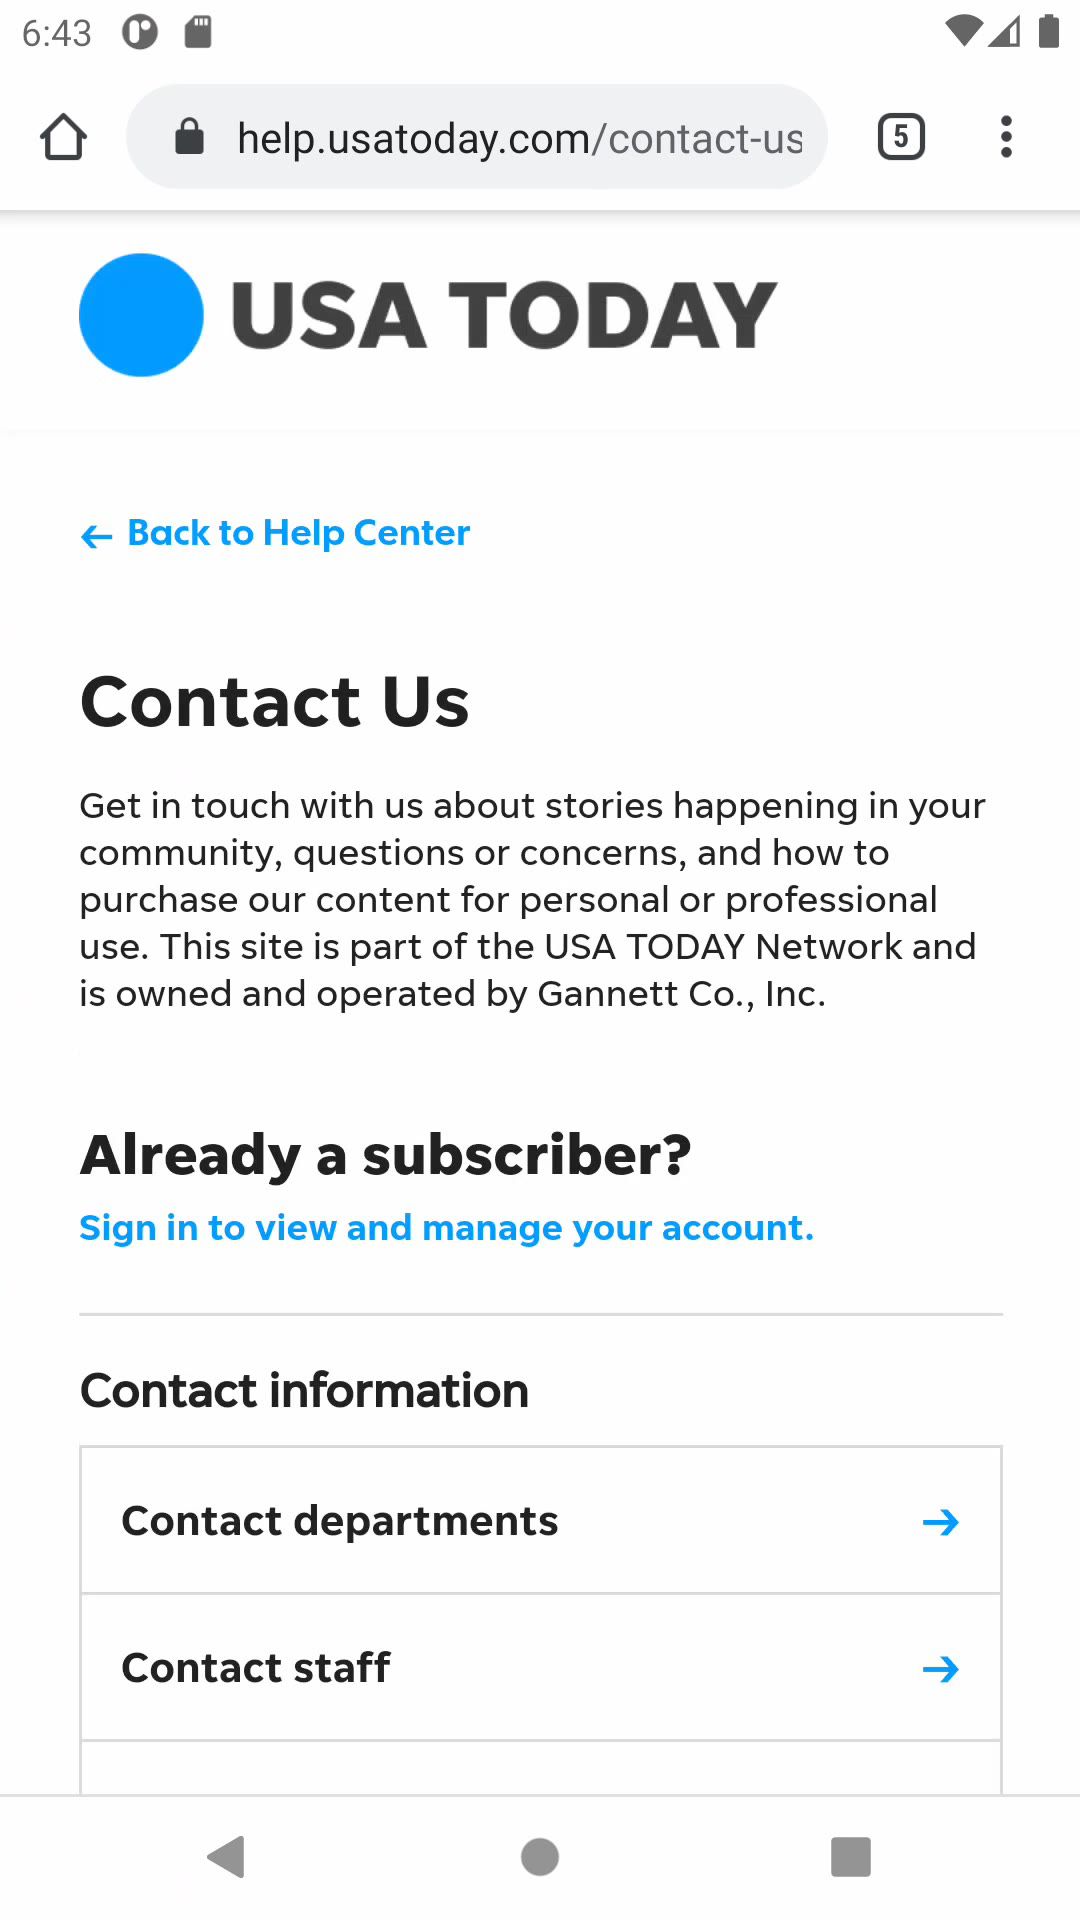 6:43
help.usatoday.com/contact-us
5
USA TODAY
← Back to Help Center
Contact Us
Get in touch with us about stories happening in your
community, questions or concerns, and how to
purchase our content for personal or professional
use. This site is part of the USA TODAY Network and
is owned and operated by Gannett Co., Inc.
Already a subscriber?
Sign in to view and manage your account.
Contact information
Contact departments →
Contact staff →